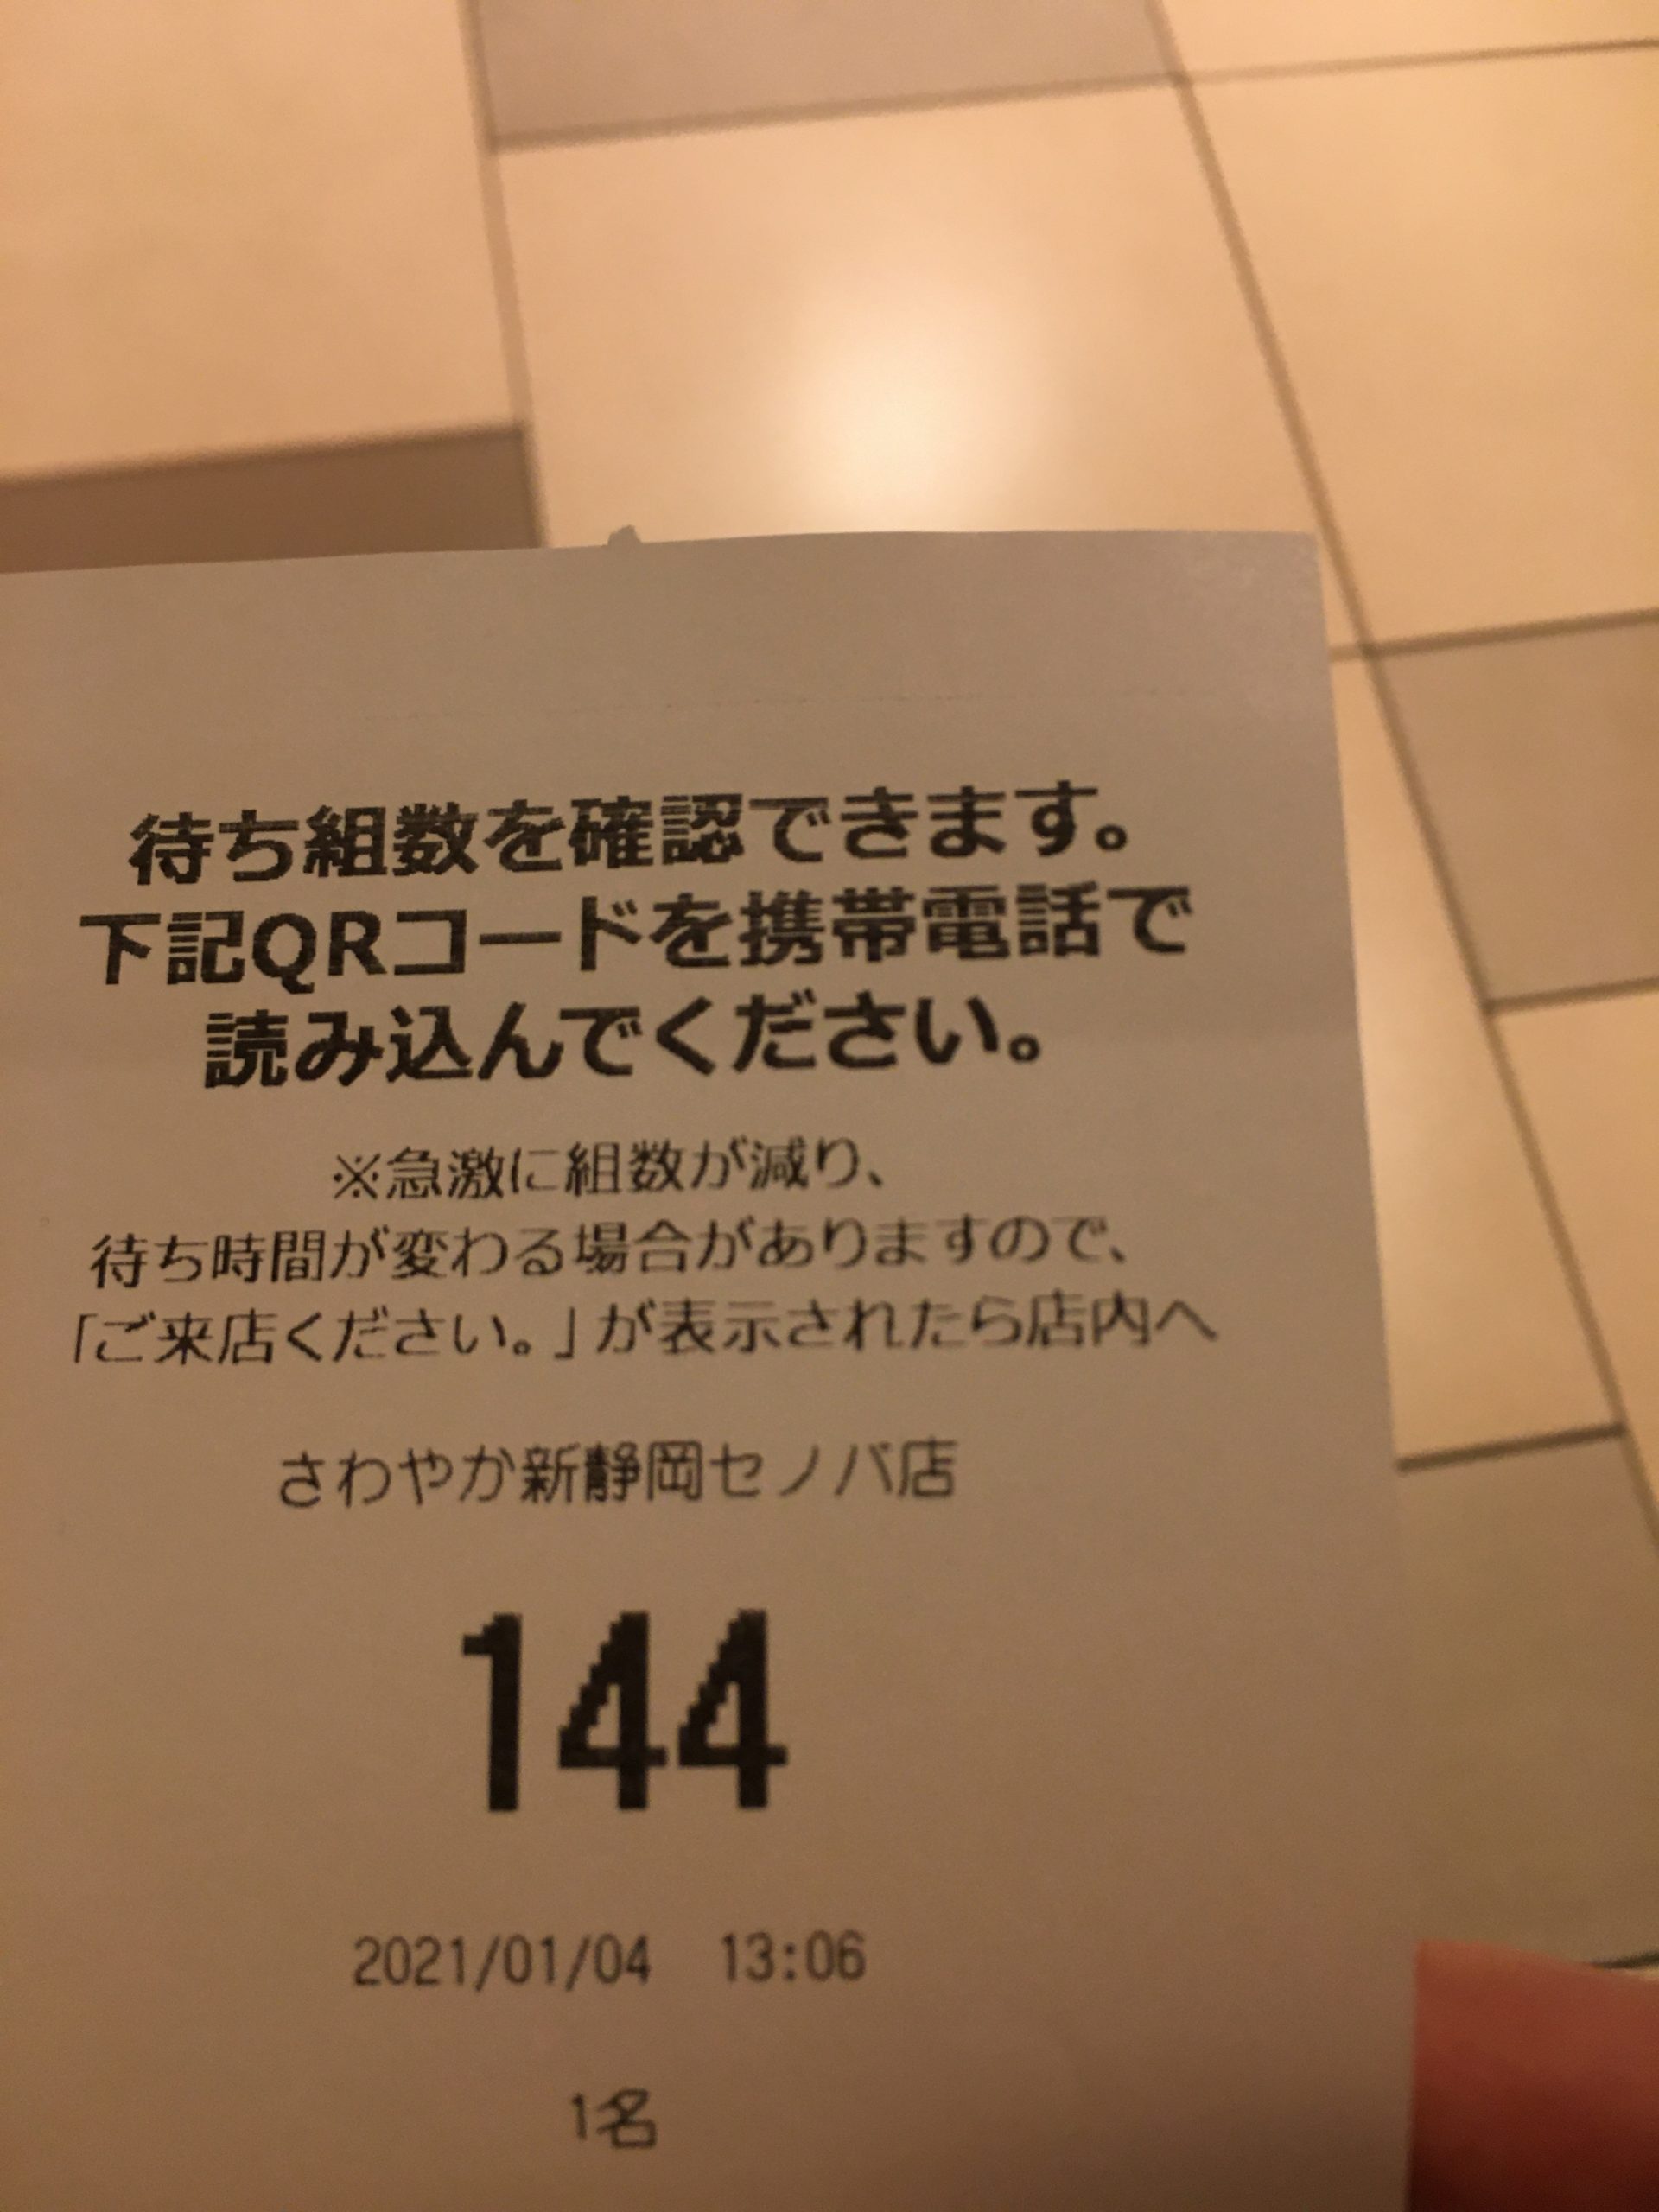 待ち組数を確認できます。
下記QRコードを携帯電話で
読み込んでください。
※急激に組数が減り、
待ち時間が変わる場合がありますので、
「ご来店ください。」が表示されたら店内へ
さわやか新静岡セノバ店
144
2021/01/04 13:06
1名